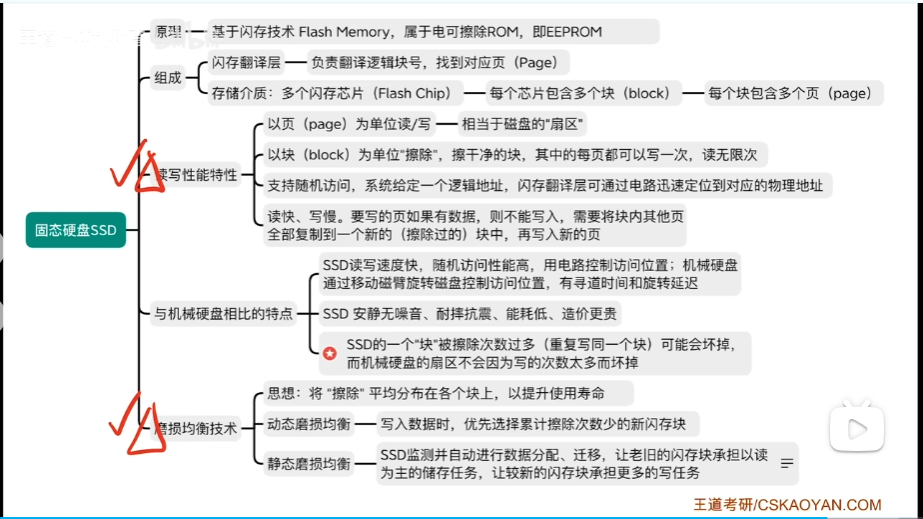 原理
基于闪存技术 Flash Memory，属于电可擦除ROM，即EEPROM
组成
闪存翻译层
负责翻译逻辑块号，找到对应页（Page）
存储介质：多个闪存芯片（Flash Chip）
每个芯片包含多个块（block）
每个块包含多个页（page）
读写性能特性
以页（page）为单位读/写
相当于磁盘的"扇区"
以块（block）为单位"擦除"，擦干净的块，其中的每页都可以写一次，读无限次
支持随机访问，系统给定一个逻辑地址，闪存翻译层可通过电路迅速定位到对应的物理地址
读快、写慢。要写的页如果有数据，则不能写入，需要将块内其他页
全部复制到一个新的（擦除过的）块中，再写入新的页
固态硬盘SSD
与机械硬盘相比的特点
SSD读写速度快，随机访问性能高，用电路控制访问位置；机械硬盘
通过移动磁臂旋转磁盘控制访问位置，有寻道时间和旋转延迟
SSD 安静无噪音、耐摔抗震、能耗低、造价更贵
SSD的一个"块"被擦除次数过多（重复写同一个块）可能会坏掉，
而机械硬盘的扇区不会因为写的次数太多而坏掉
磨损均衡技术
思想：将 "擦除" 平均分布在各个块上，以提升使用寿命
动态磨损均衡
写入数据时，优先选择累计擦除次数少的新闪存块
静态磨损均衡
SSD监测并自动进行数据分配、迁移，让老旧的闪存块承担以读
为主的储存任务，让较新的闪存块承担更多的写任务
王道考研/CSKAOYAN.COM